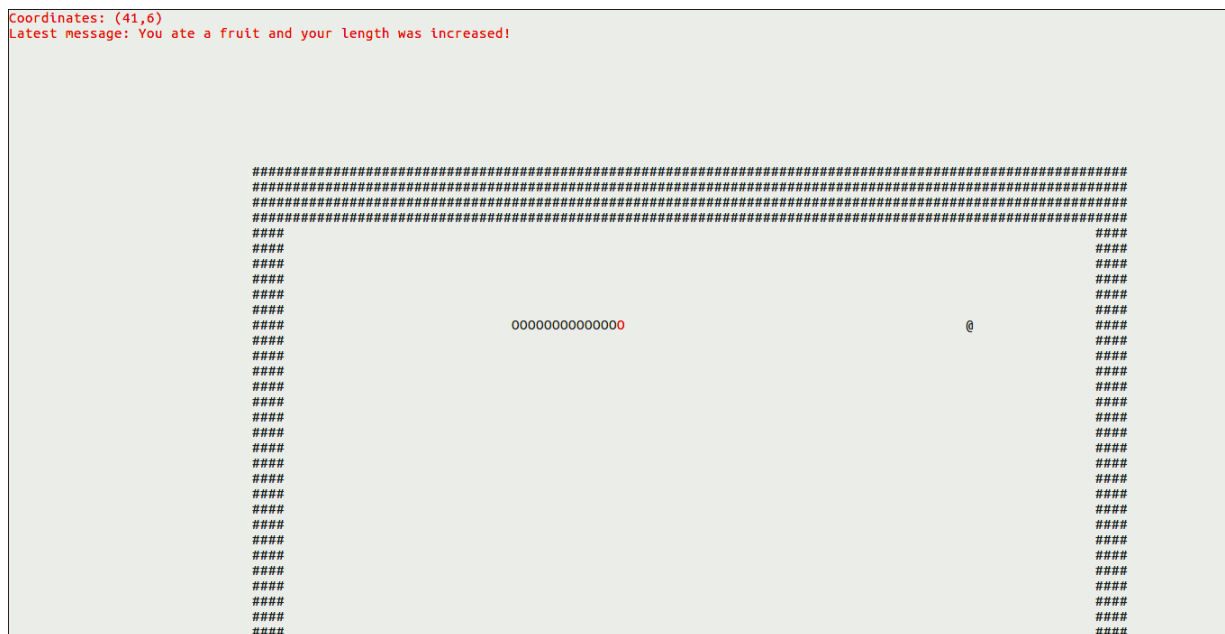 Coordinates: (41,6)
Latest message: You ate a fruit and your length was increased!